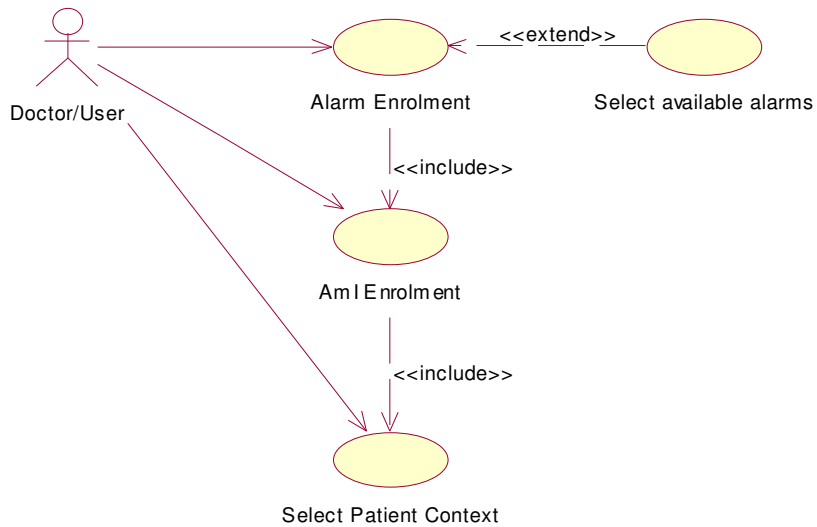 <<extend>>
Doctor/User
Alarm Enrolment
Select available alarms
<<include>>
AmI Enrolment
<<include>>
Select Patient Context